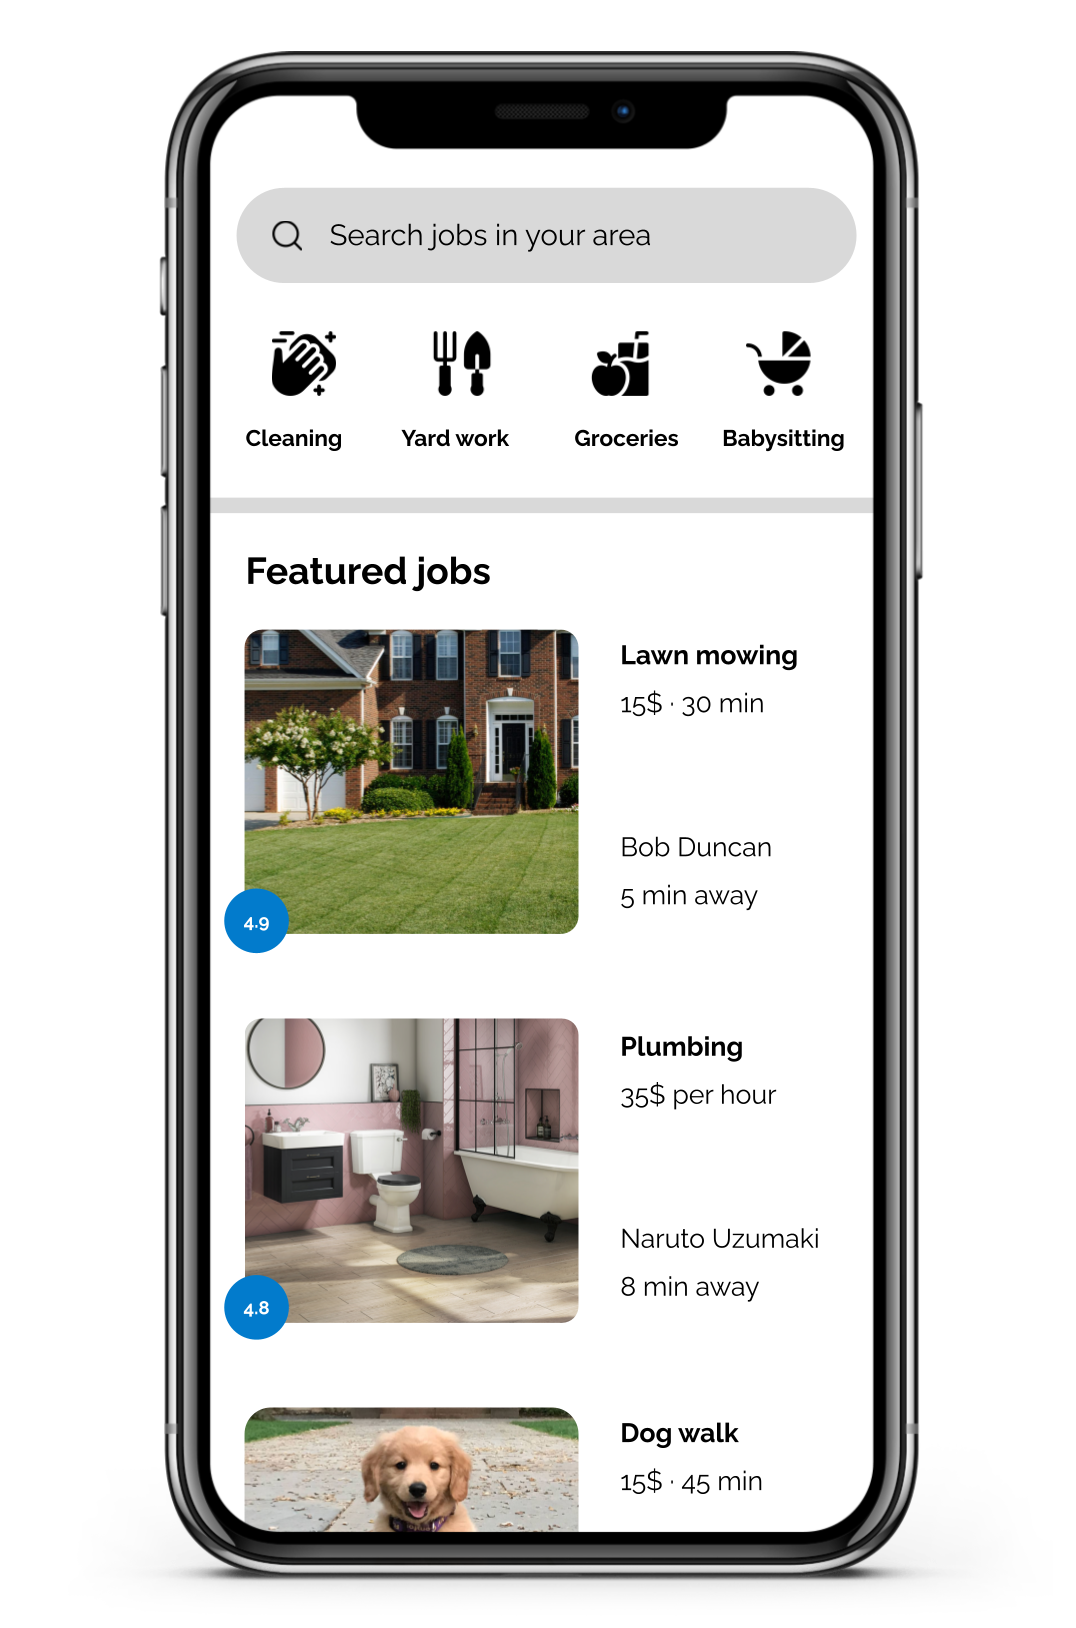 Search jobs in your area
Cleaning
Yard work
Groceries
Babysitting
Featured jobs
Lawn mowing
15$ · 30 min
Bob Duncan
5 min away
4.9
Plumbing
35$ per hour
Naruto Uzumaki
8 min away
4.8
Dog walk
15$ · 45 min